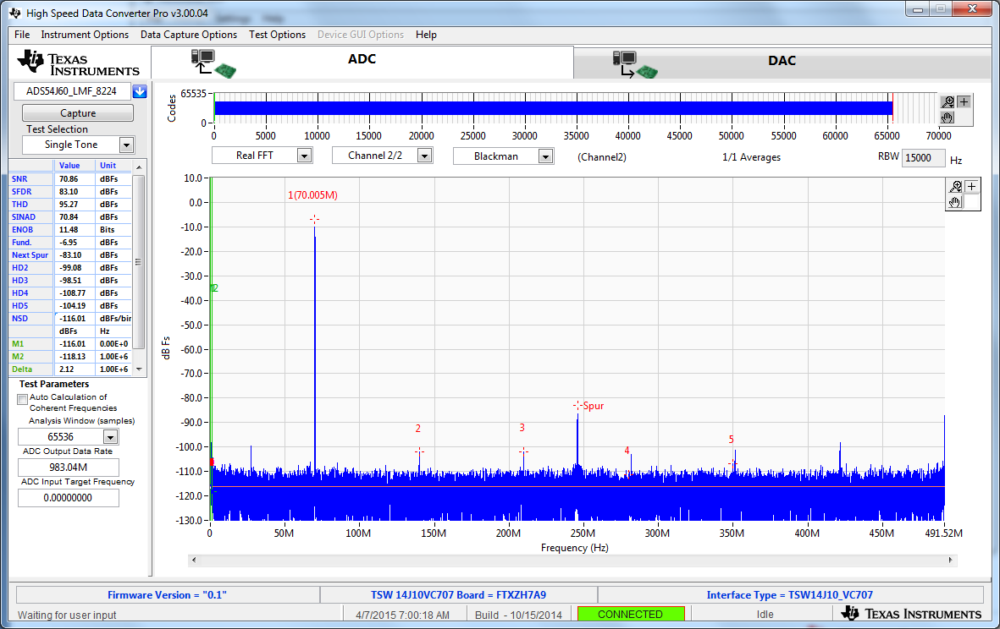 High Speed Data Converter Pro v3.00.04
File Instrument Options Data Capture Options Test Options Device GUI Options Help
TEXAS INSTRUMENTS
ADC
DAC
ADS54J60_LMF_8224
Capture
Test Selection
Single Tone
Value Unit
SNR 70.86 dBFs
SFDR 83.10 dBFs
THD 95.27 dBFs
SINAD 70.84 dBFs
ENOB 11.48 Bits
Fund. -6.95 dBFs
Next Spur -83.10 dBFs
HD2 -99.08 dBFs
HD3 -98.51 dBFs
HD4 -108.77 dBFs
HD5 -104.19 dBFs
NSD -116.01 dBFs/bin
dBFs Hz
M1 -116.01 0.00E+0
M2 -118.13 1.00E+6
Delta 2.12 1.00E+6
Test Parameters
Auto Calculation of
Coherent Frequencies
Analysis Window (samples)
65536
ADC Output Data Rate
983.04M
ADC Input Target Frequency
0.00000000
Codes
65535
0
0 5000 10000 15000 20000 25000 30000 35000 40000 45000 50000 55000 60000 65000 70000
Real FFT Channel 2/2 Blackman (Channel2) 1/1 Averages RBW 15000 Hz
dB Fs
10.0
0.0
-10.0
-20.0
-30.0
-40.0
-50.0
-60.0
-70.0
-80.0
-90.0
-100.0
-110.0
-120.0
-130.0
1(70.005M)
2
3
Spur
4
5
0 50M 100M 150M 200M 250M 300M 350M 400M 450M 491.52M
Frequency (Hz)
Firmware Version = "0.1" TSW 14J10VC707 Board = FTXZH7A9 Interface Type = TSW14J10_VC707
Waiting for user input 4/7/2015 7:00:18 AM Build - 10/15/2014 CONNECTED Idle TEXAS INSTRUMENTS